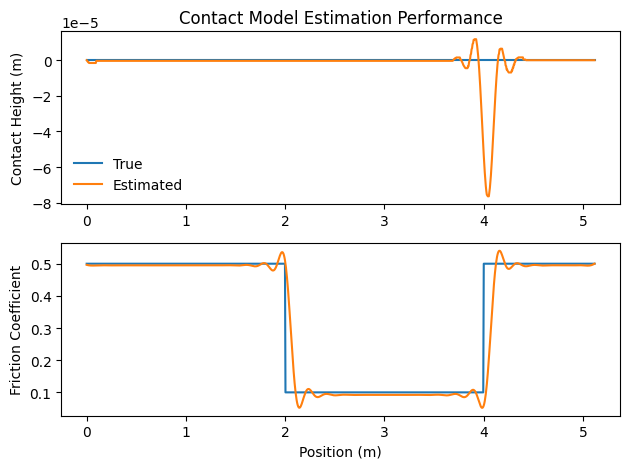 Contact Model Estimation Performance
1e−5
Contact Height (m)
0
−2
−4
−6
−8
True
Estimated
0 1 2 3 4 5
Friction Coefficient
0.5
0.4
0.3
0.2
0.1
0 1 2 3 4 5
Position (m)